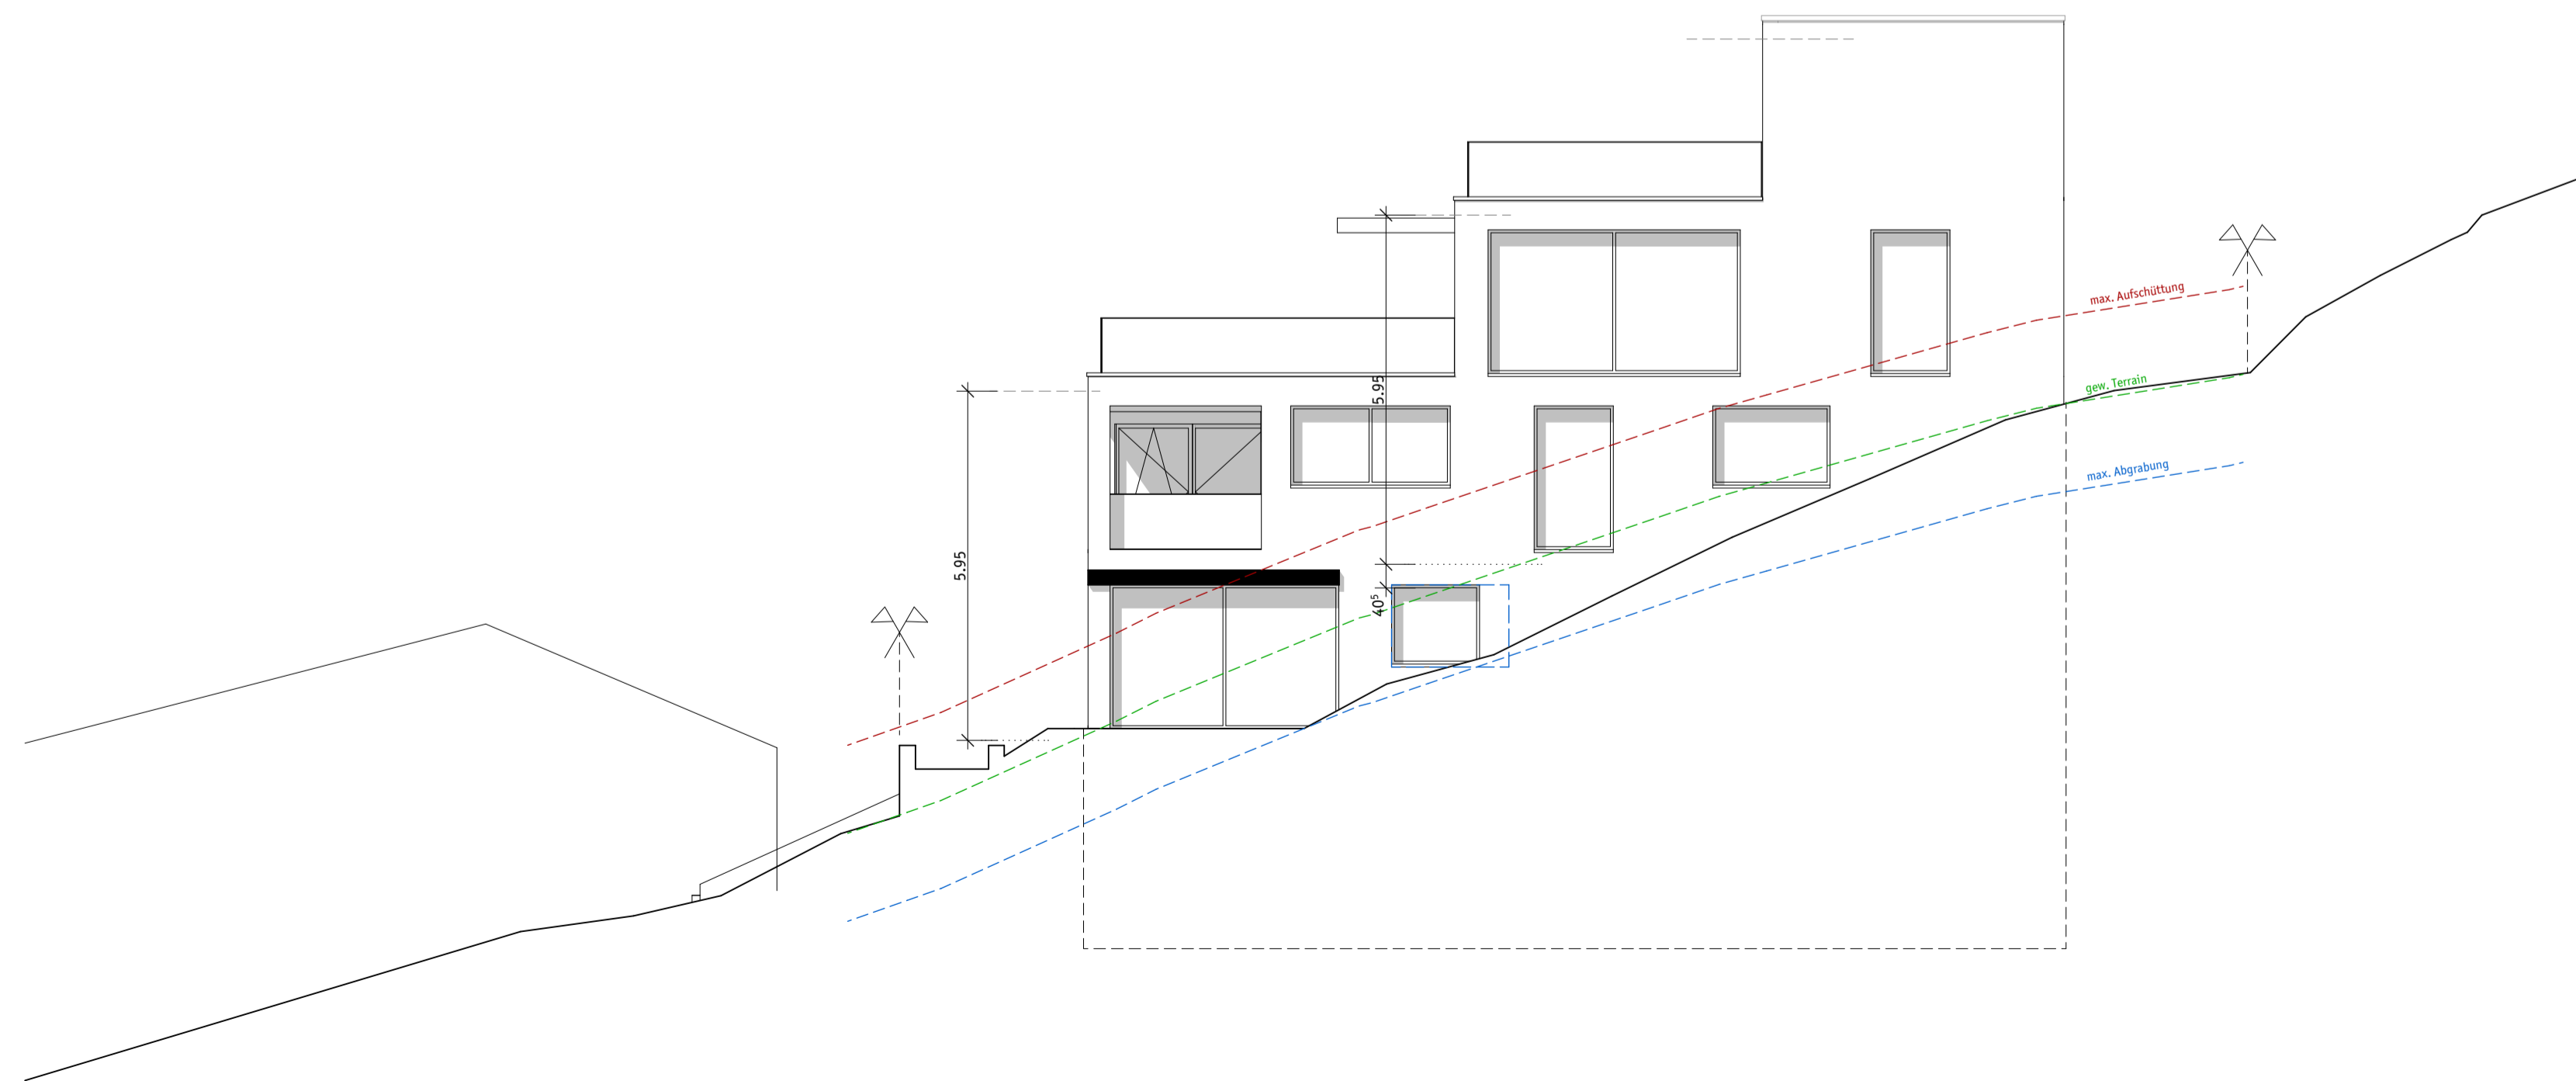 max. Aufschüttung
5.95
gew. Terrain
max. Abgrabung
5.95
40⁵